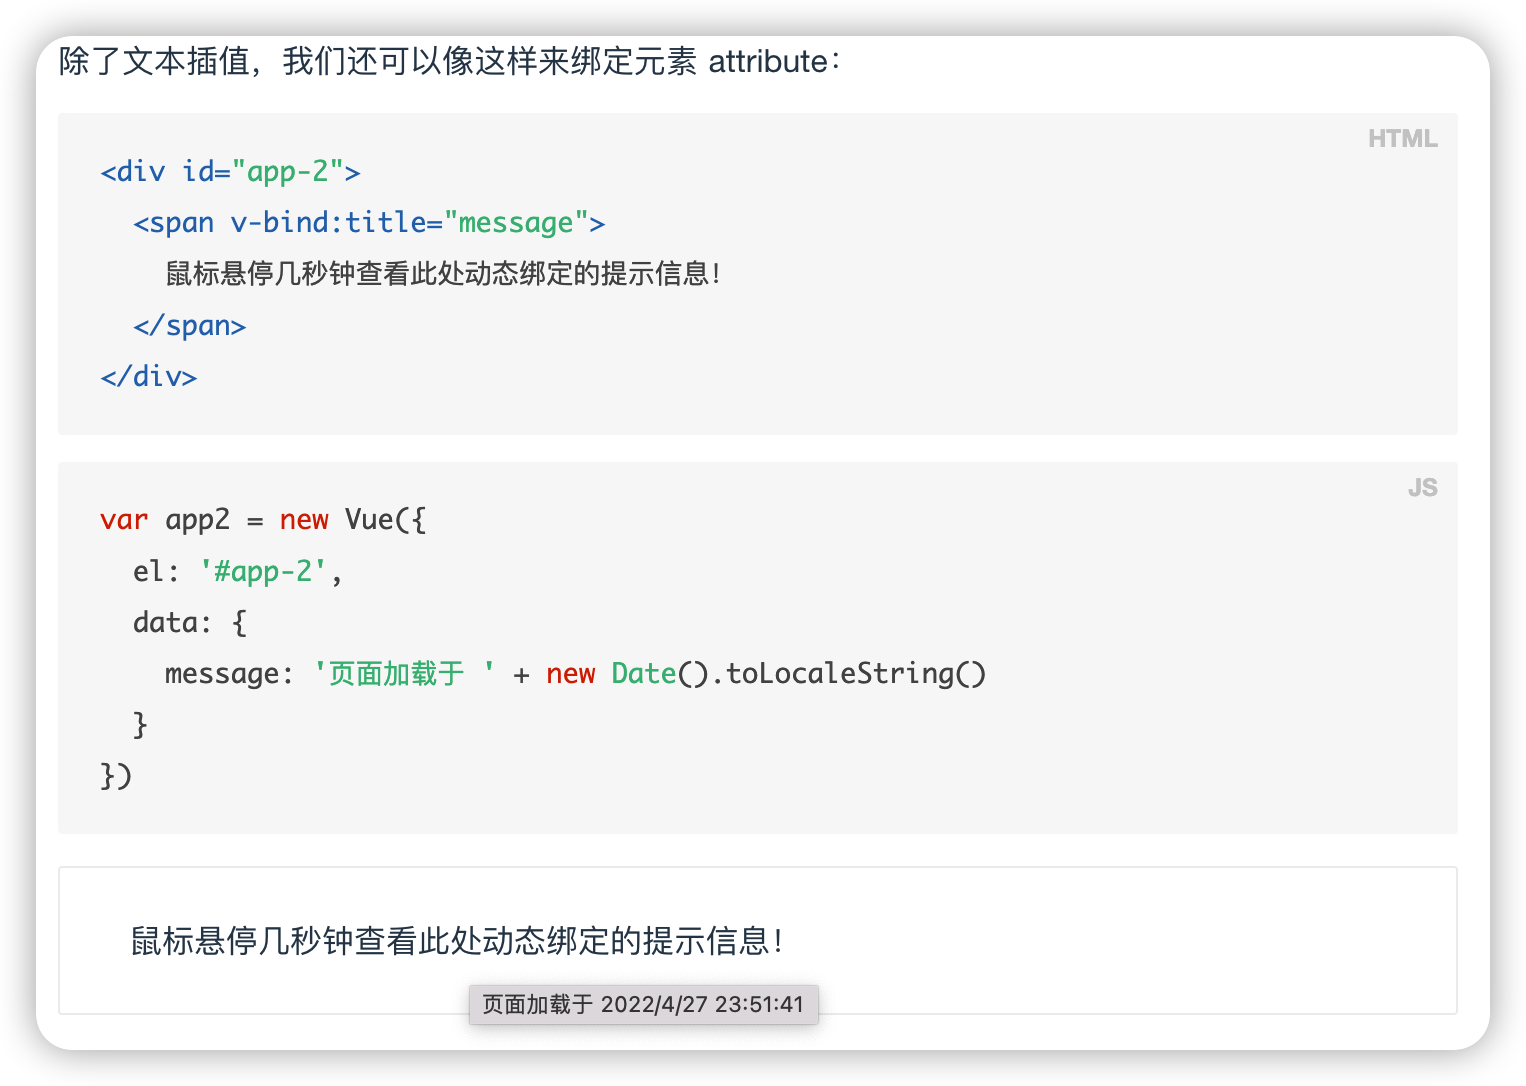 除了文本插值，我们还可以像这样来绑定元素 attribute：
HTML
<div id="app-2">
  <span v-bind:title="message">
    鼠标悬停几秒钟查看此处动态绑定的提示信息！
  </span>
</div>
JS
var app2 = new Vue({
  el: '#app-2',
  data: {
    message: '页面加载于 ' + new Date().toLocaleString()
  }
})
鼠标悬停几秒钟查看此处动态绑定的提示信息！
页面加载于 2022/4/27 23:51:41